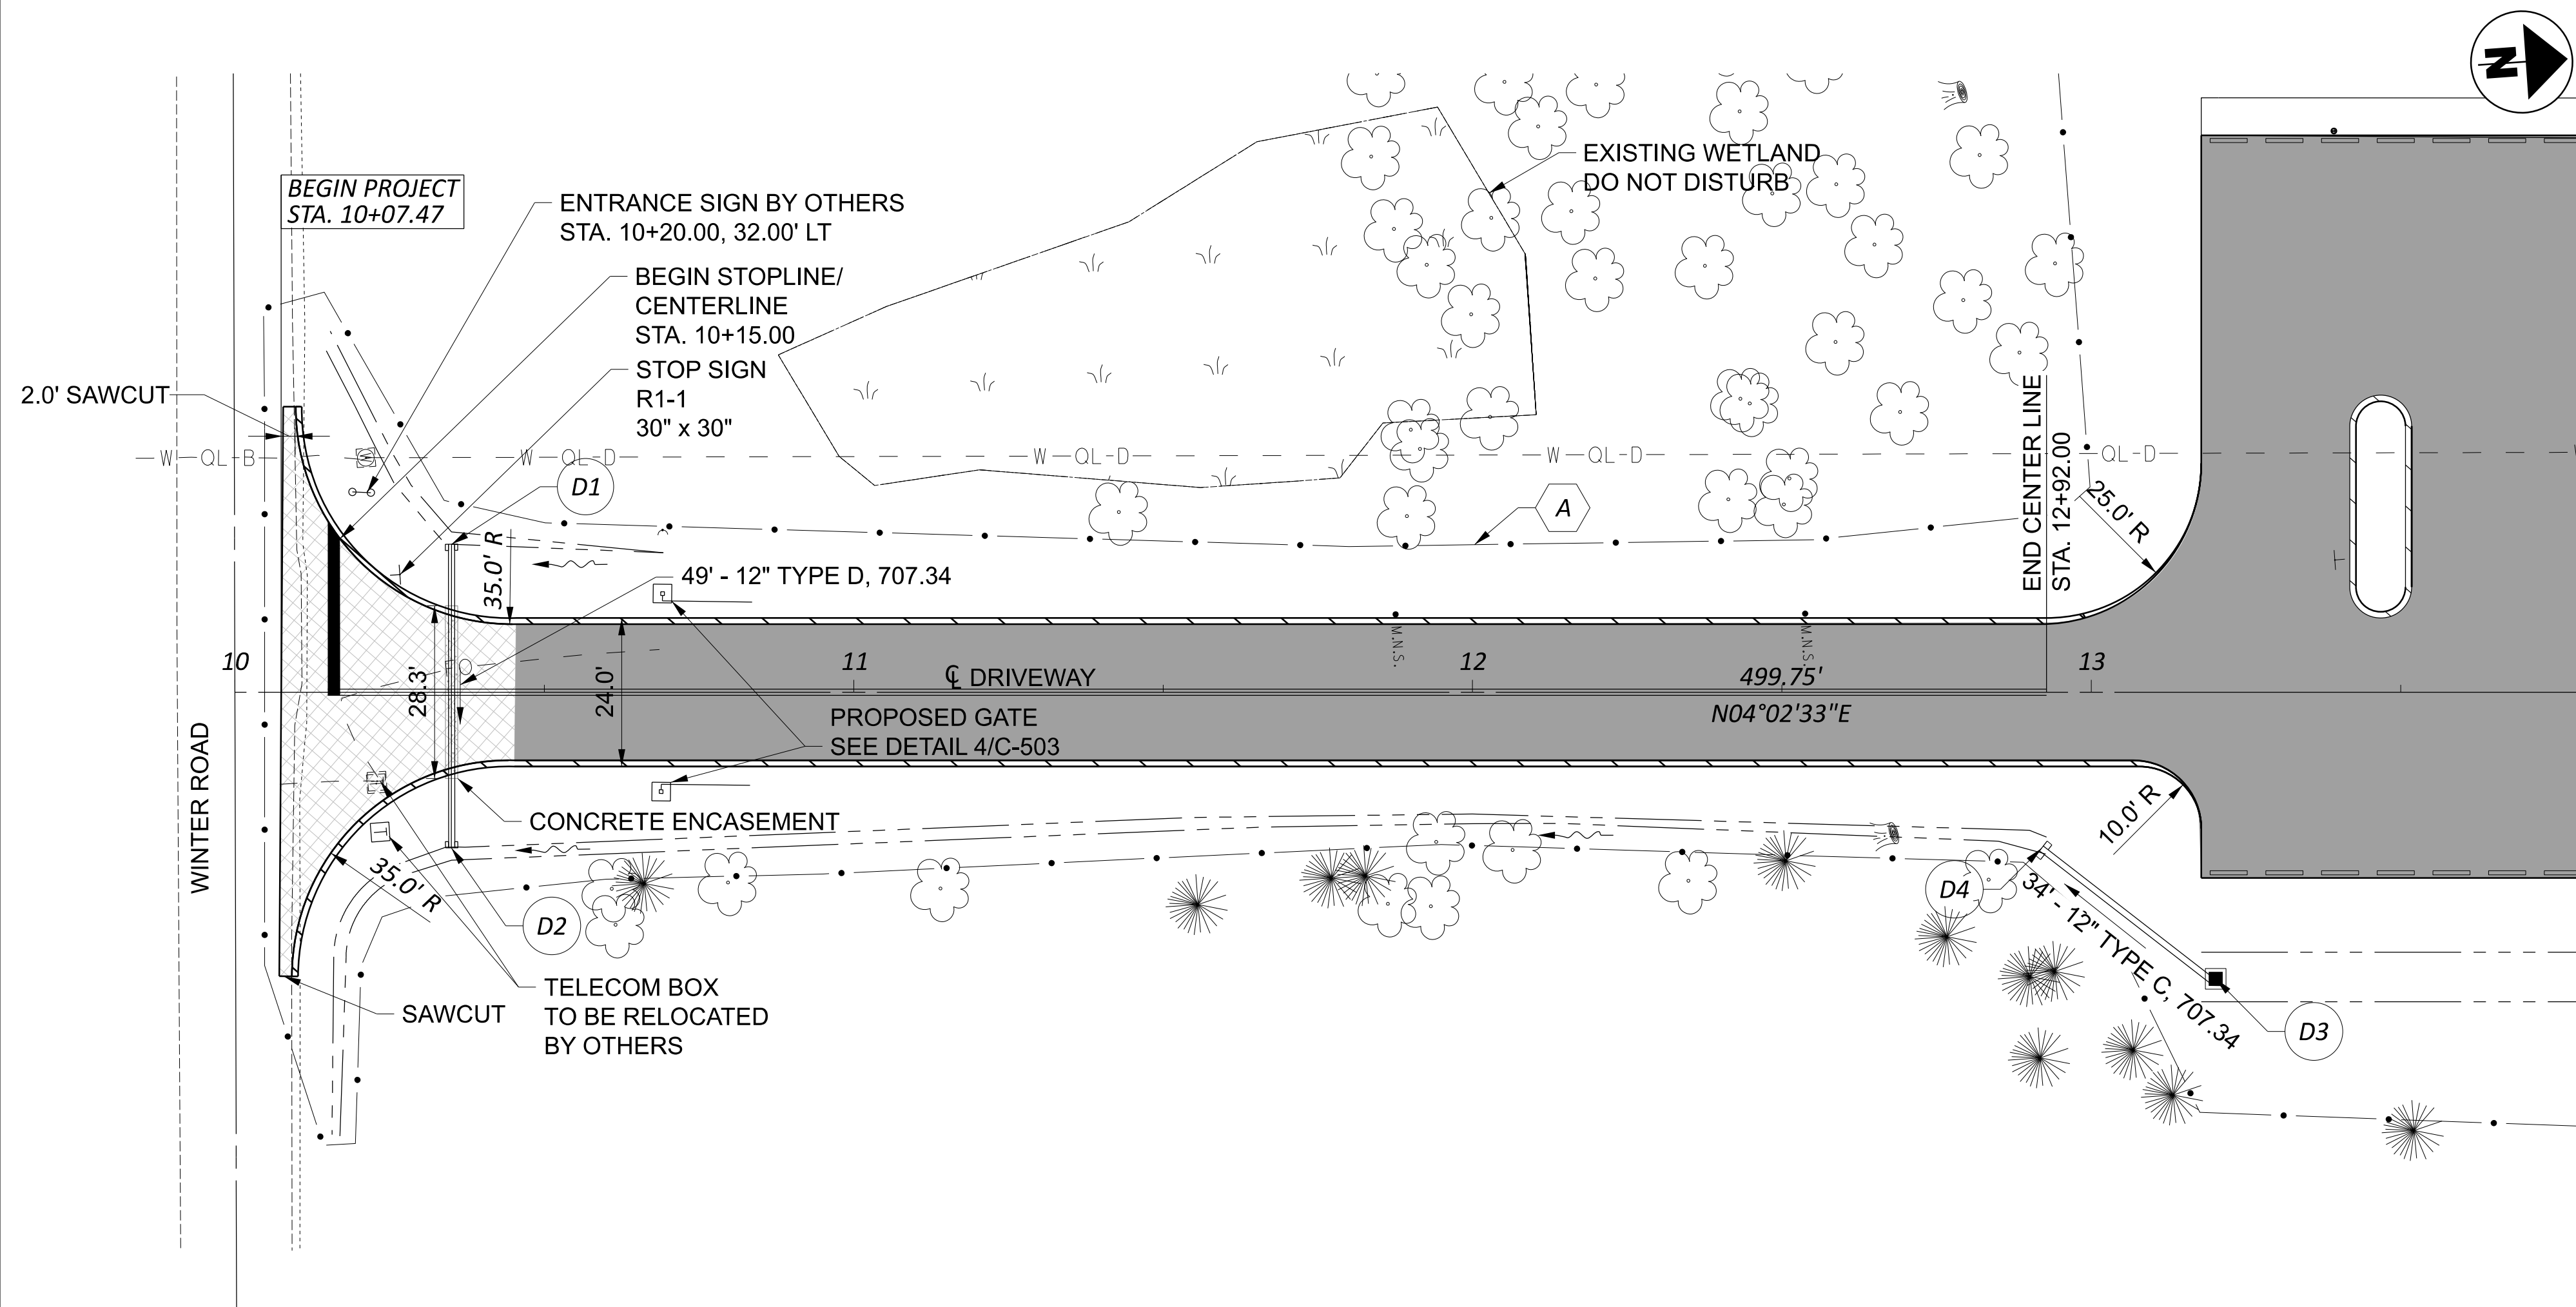 N
BEGIN PROJECT
STA. 10+07.47
ENTRANCE SIGN BY OTHERS
STA. 10+20.00, 32.00' LT
BEGIN STOPLINE/
CENTERLINE
STA. 10+15.00
STOP SIGN
R1-1
30" x 30"
EXISTING WETLAND
DO NOT DISTURB
2.0' SAWCUT
W QL-B
W
W QL-D
W QL-D
W QL-D
QL-D
D1
A
35.0' R
49' - 12" TYPE D, 707.34
END CENTER LINE
STA. 12+92.00
25.0' R
10
11
12
13
M.N.S.
M.N.S.
28.3'
24.0'
℄ DRIVEWAY
499.75'
N04°02'33"E
PROPOSED GATE
SEE DETAIL 4/C-503
WINTER ROAD
CONCRETE ENCASEMENT
35.0' R
10.0' R
D2
D4
34' - 12" TYPE C, 707.34
D3
TELECOM BOX
TO BE RELOCATED
BY OTHERS
SAWCUT